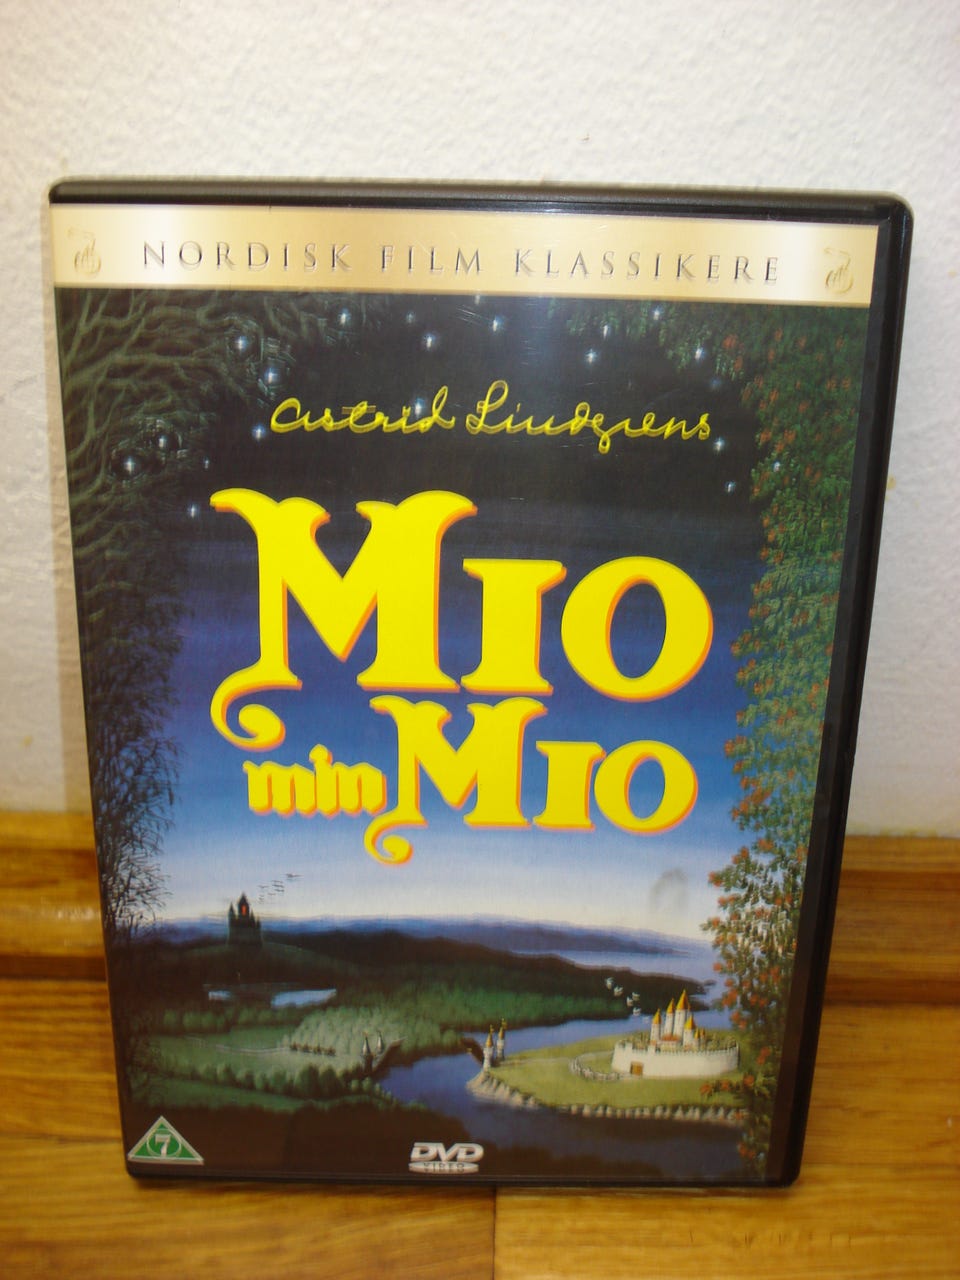 NORDISK FILM KLASSIKERE
Astrid Lindgrens
MIO
min MIO
7
DVD
VIDEO